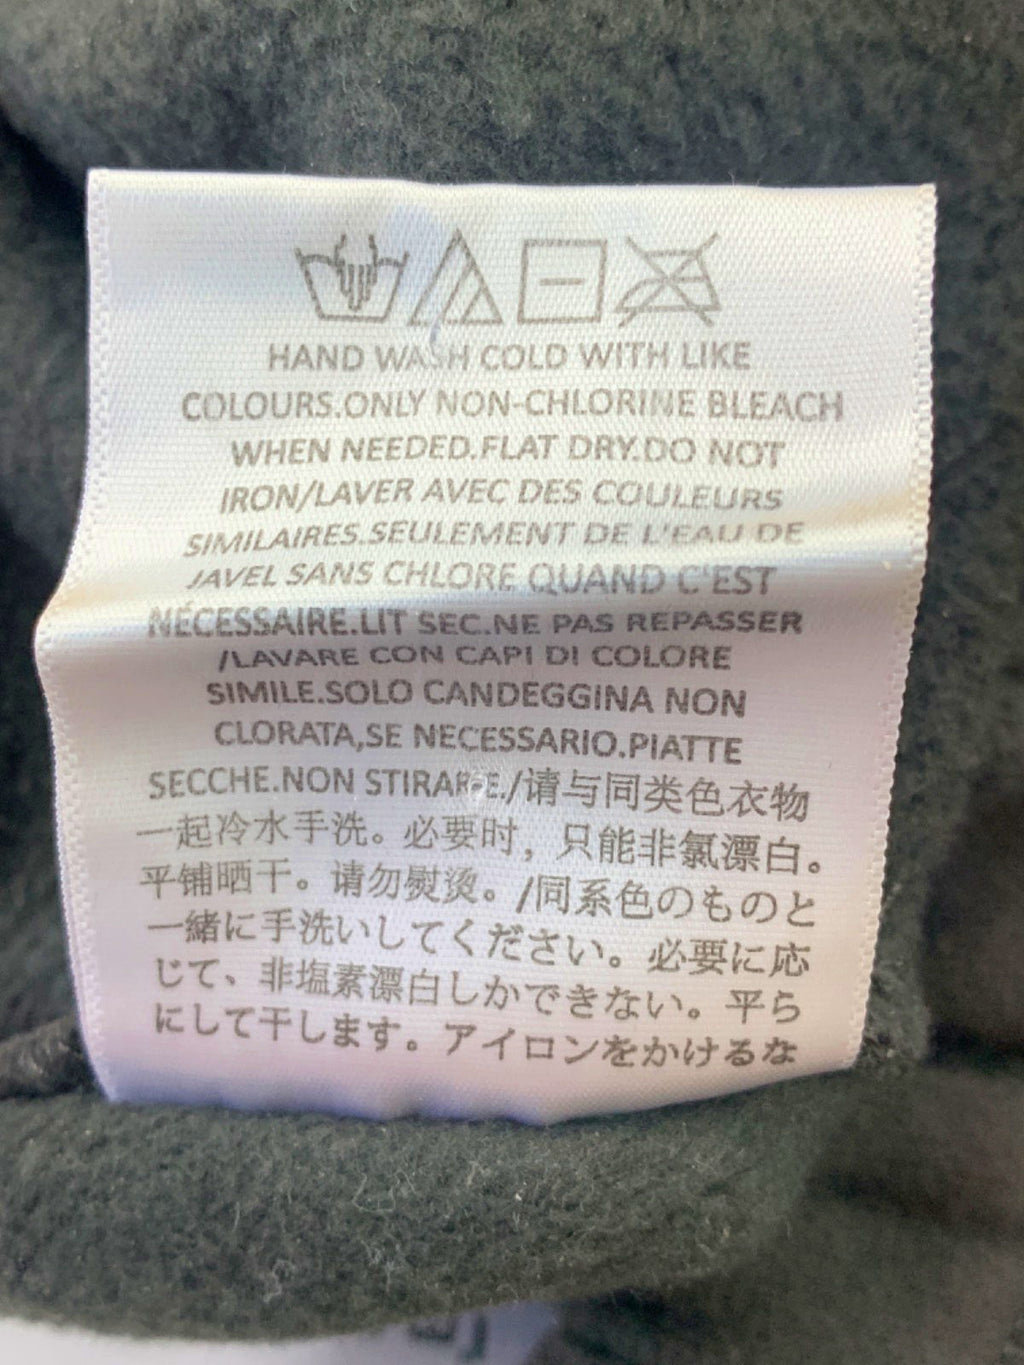 HAND WASH COLD WITH LIKE
COLOURS.ONLY NON-CHLORINE BLEACH
WHEN NEEDED.FLAT DRY.DO NOT
IRON/LAVER AVEC DES COULEURS
SIMILAIRES.SEULEMENT DE L'EAU DE
JAVEL SANS CHLORE QUAND C'EST
NÉCESSAIRE.LIT SEC.NE PAS REPASSER
/LAVARE CON CAPI DI COLORE
SIMILE.SOLO CANDEGGINA NON
CLORATA,SE NECESSARIO.PIATTE
SECCHE.NON STIRARE./请与同类色衣物
一起冷水手洗。必要时，只能非氯漂白。
平铺晒干。请勿熨烫。/同系色のものと
一緒に手洗いしてください。必要に応
じて、非塩素漂白しかできない。平ら
にして干します。アイロンをかけるな